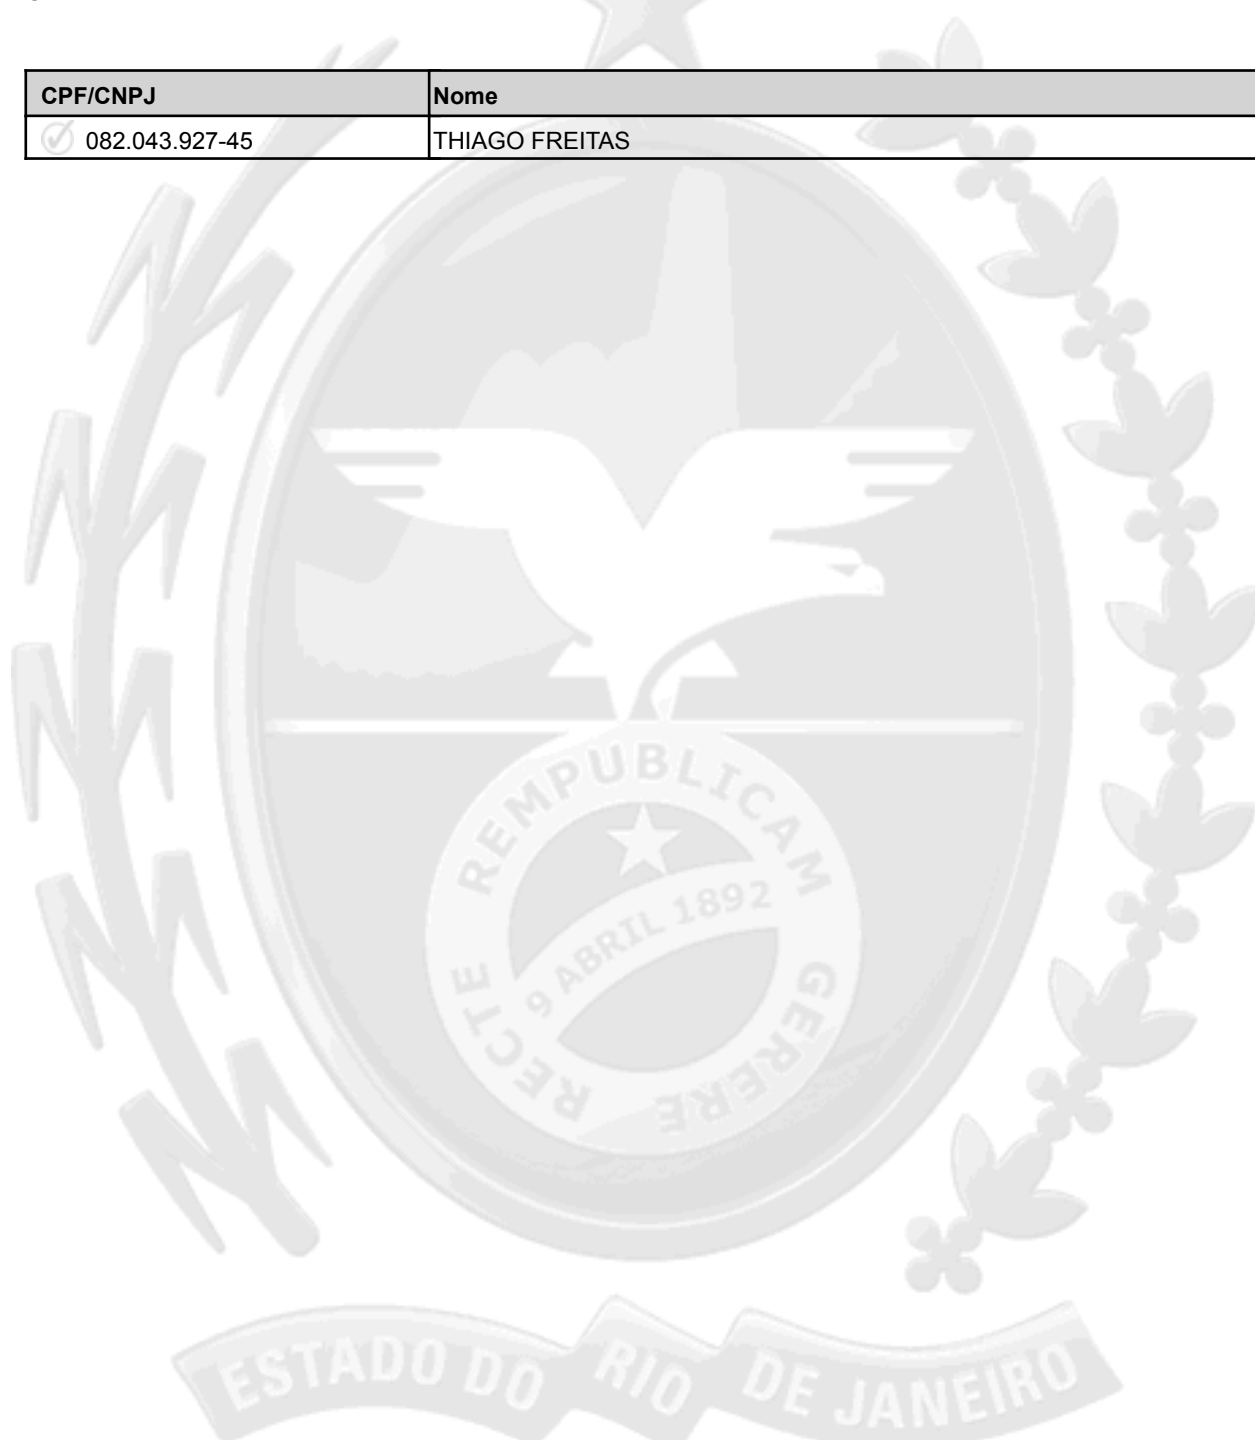 CPF/CNPJ Nome
082.043.927-45 THIAGO FREITAS
RECTE REMPUBLICAM GERERE
9 ABRIL 1892
ESTADO DO RIO DE JANEIRO